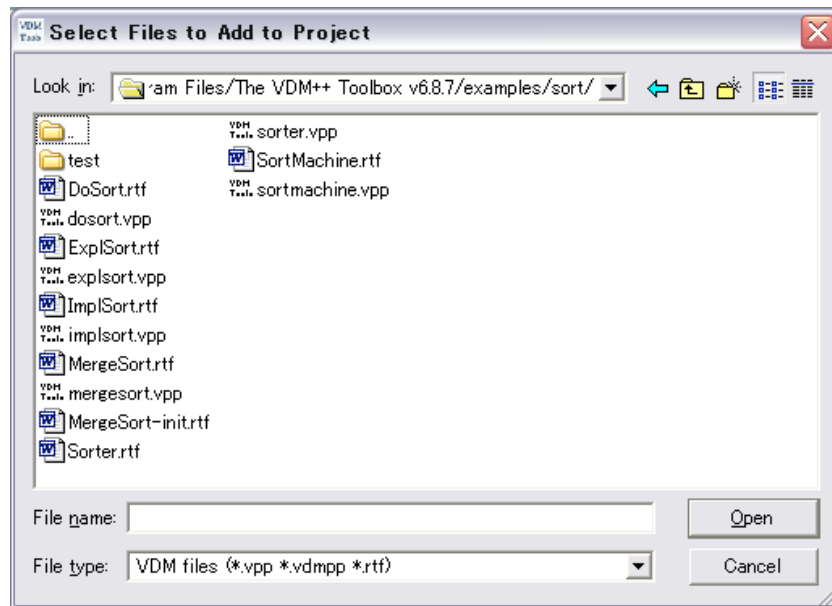 VDM Tools Select Files to Add to Project
Look in: ram Files/The VDM++ Toolbox v6.8.7/examples/sort/
..
test
DoSort.rtf
dosort.vpp
ExplSort.rtf
explsort.vpp
ImplSort.rtf
implsort.vpp
MergeSort.rtf
mergesort.vpp
MergeSort-init.rtf
Sorter.rtf
sorter.vpp
SortMachine.rtf
sortmachine.vpp
File name:
Open
File type: VDM files (*.vpp *.vdmpp *.rtf)
Cancel